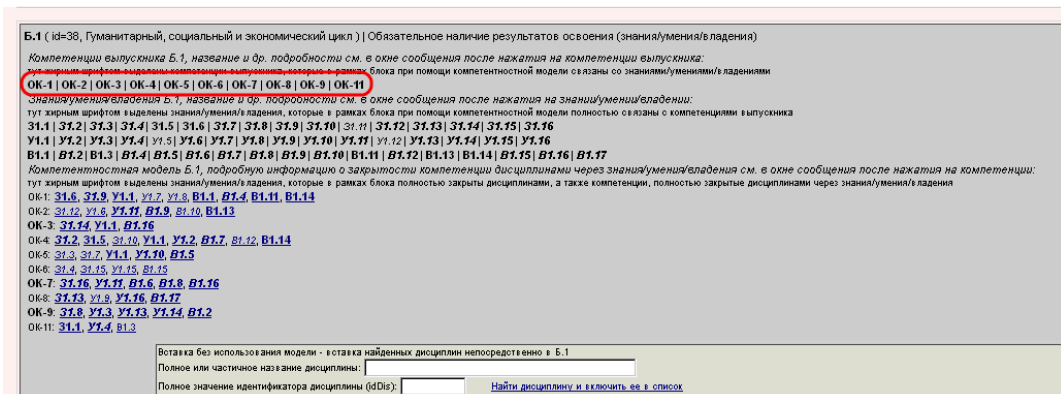 Б.1 ( id=38, Гуманитарный, социальный и экономический цикл ) | Обязательное наличие результатов освоения (знания/умения/владения)
Компетенции выпускника Б.1, название и др. подробности см. в окне сообщения после нажатия на компетенции выпускника:
тут жирным шрифтом выделены компетенции выпускника, которые в рамках блока при помощи компетентностной модели связаны со знаниями/умениями/владениями
ОК-1 | ОК-2 | ОК-3 | ОК-4 | ОК-5 | ОК-6 | ОК-7 | ОК-8 | ОК-9 | ОК-11
Знания/умения/владения Б.1, название и др. подробности см. в окне сообщения после нажатия на знании/умении/владении:
тут жирным шрифтом выделены знания/умения/владения, которые в рамках блока при помощи компетентностной модели полностью связаны с компетенциями выпускника
З1.1 | З1.2 | З1.3 | З1.4 | З1.5 | З1.6 | З1.7 | З1.8 | З1.9 | З1.10 | З1.11 | З1.12 | З1.13 | З1.14 | З1.15 | З1.16
У1.1 | У1.2 | У1.3 | У1.4 | У1.5 | У1.6 | У1.7 | У1.8 | У1.9 | У1.10 | У1.11 | У1.12 | У1.13 | У1.14 | У1.15 | У1.16
В1.1 | В1.2 | В1.3 | В1.4 | В1.5 | В1.6 | В1.7 | В1.8 | В1.9 | В1.10 | В1.11 | В1.12 | В1.13 | В1.14 | В1.15 | В1.16 | В1.17
Компетентностная модель Б.1, подробную информацию о закрытости компетенции дисциплинами через знания/умения/владения см. в окне сообщения после нажатия на компетенции:
тут жирным шрифтом выделены знания/умения/владения, которые в рамках блока полностью закрыты дисциплинами, а также компетенции, полностью закрытые дисциплинами через знания/умения/владения
ОК-1: З1.6, З1.9, У1.1, У1.7, У1.8, В1.1, В1.4, В1.11, В1.14
ОК-2: З1.12, У1.6, У1.11, В1.9, В1.10, В1.13
ОК-3: З1.14, У1.1, В1.16
ОК-4: З1.2, З1.5, З1.10, У1.1, У1.2, В1.7, В1.12, В1.14
ОК-5: З1.3, З1.7, У1.1, У1.10, В1.5
ОК-6: З1.4, З1.15, У1.15, В1.15
ОК-7: З1.16, У1.11, В1.6, В1.8, В1.16
ОК-8: З1.13, У1.9, У1.16, В1.17
ОК-9: З1.8, У1.3, У1.13, У1.14, В1.2
ОК-11: З1.1, У1.4, В1.3
Вставка без использования модели - вставка найденных дисциплин непосредственно в Б.1
Полное или частичное название дисциплины:
Полное значение идентификатора дисциплины (idDis): Найти дисциплину и включить ее в список